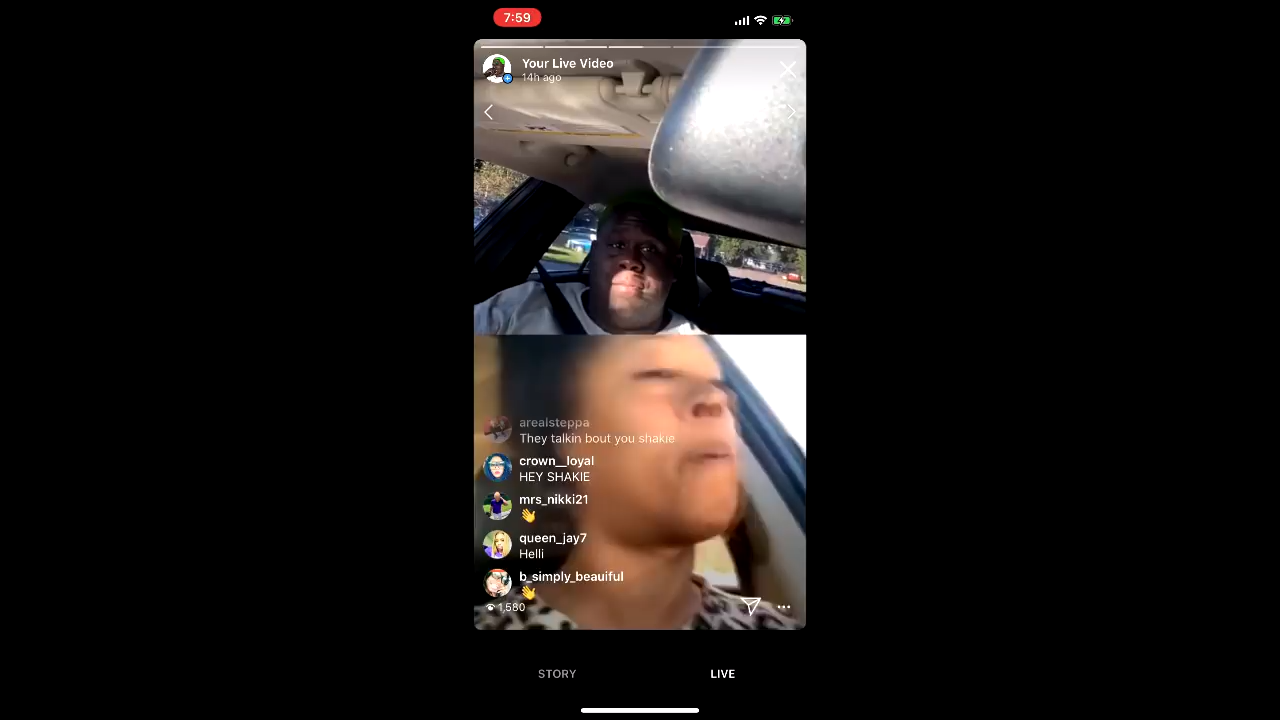 7:59
Your Live Video
14h ago
arealsteppa
They talkin bout you shakie
crown__loyal
HEY SHAKIE
mrs_nikki21
👋
queen_jay7
Helli
b_simply_beauiful
👋
1,580
STORY
LIVE